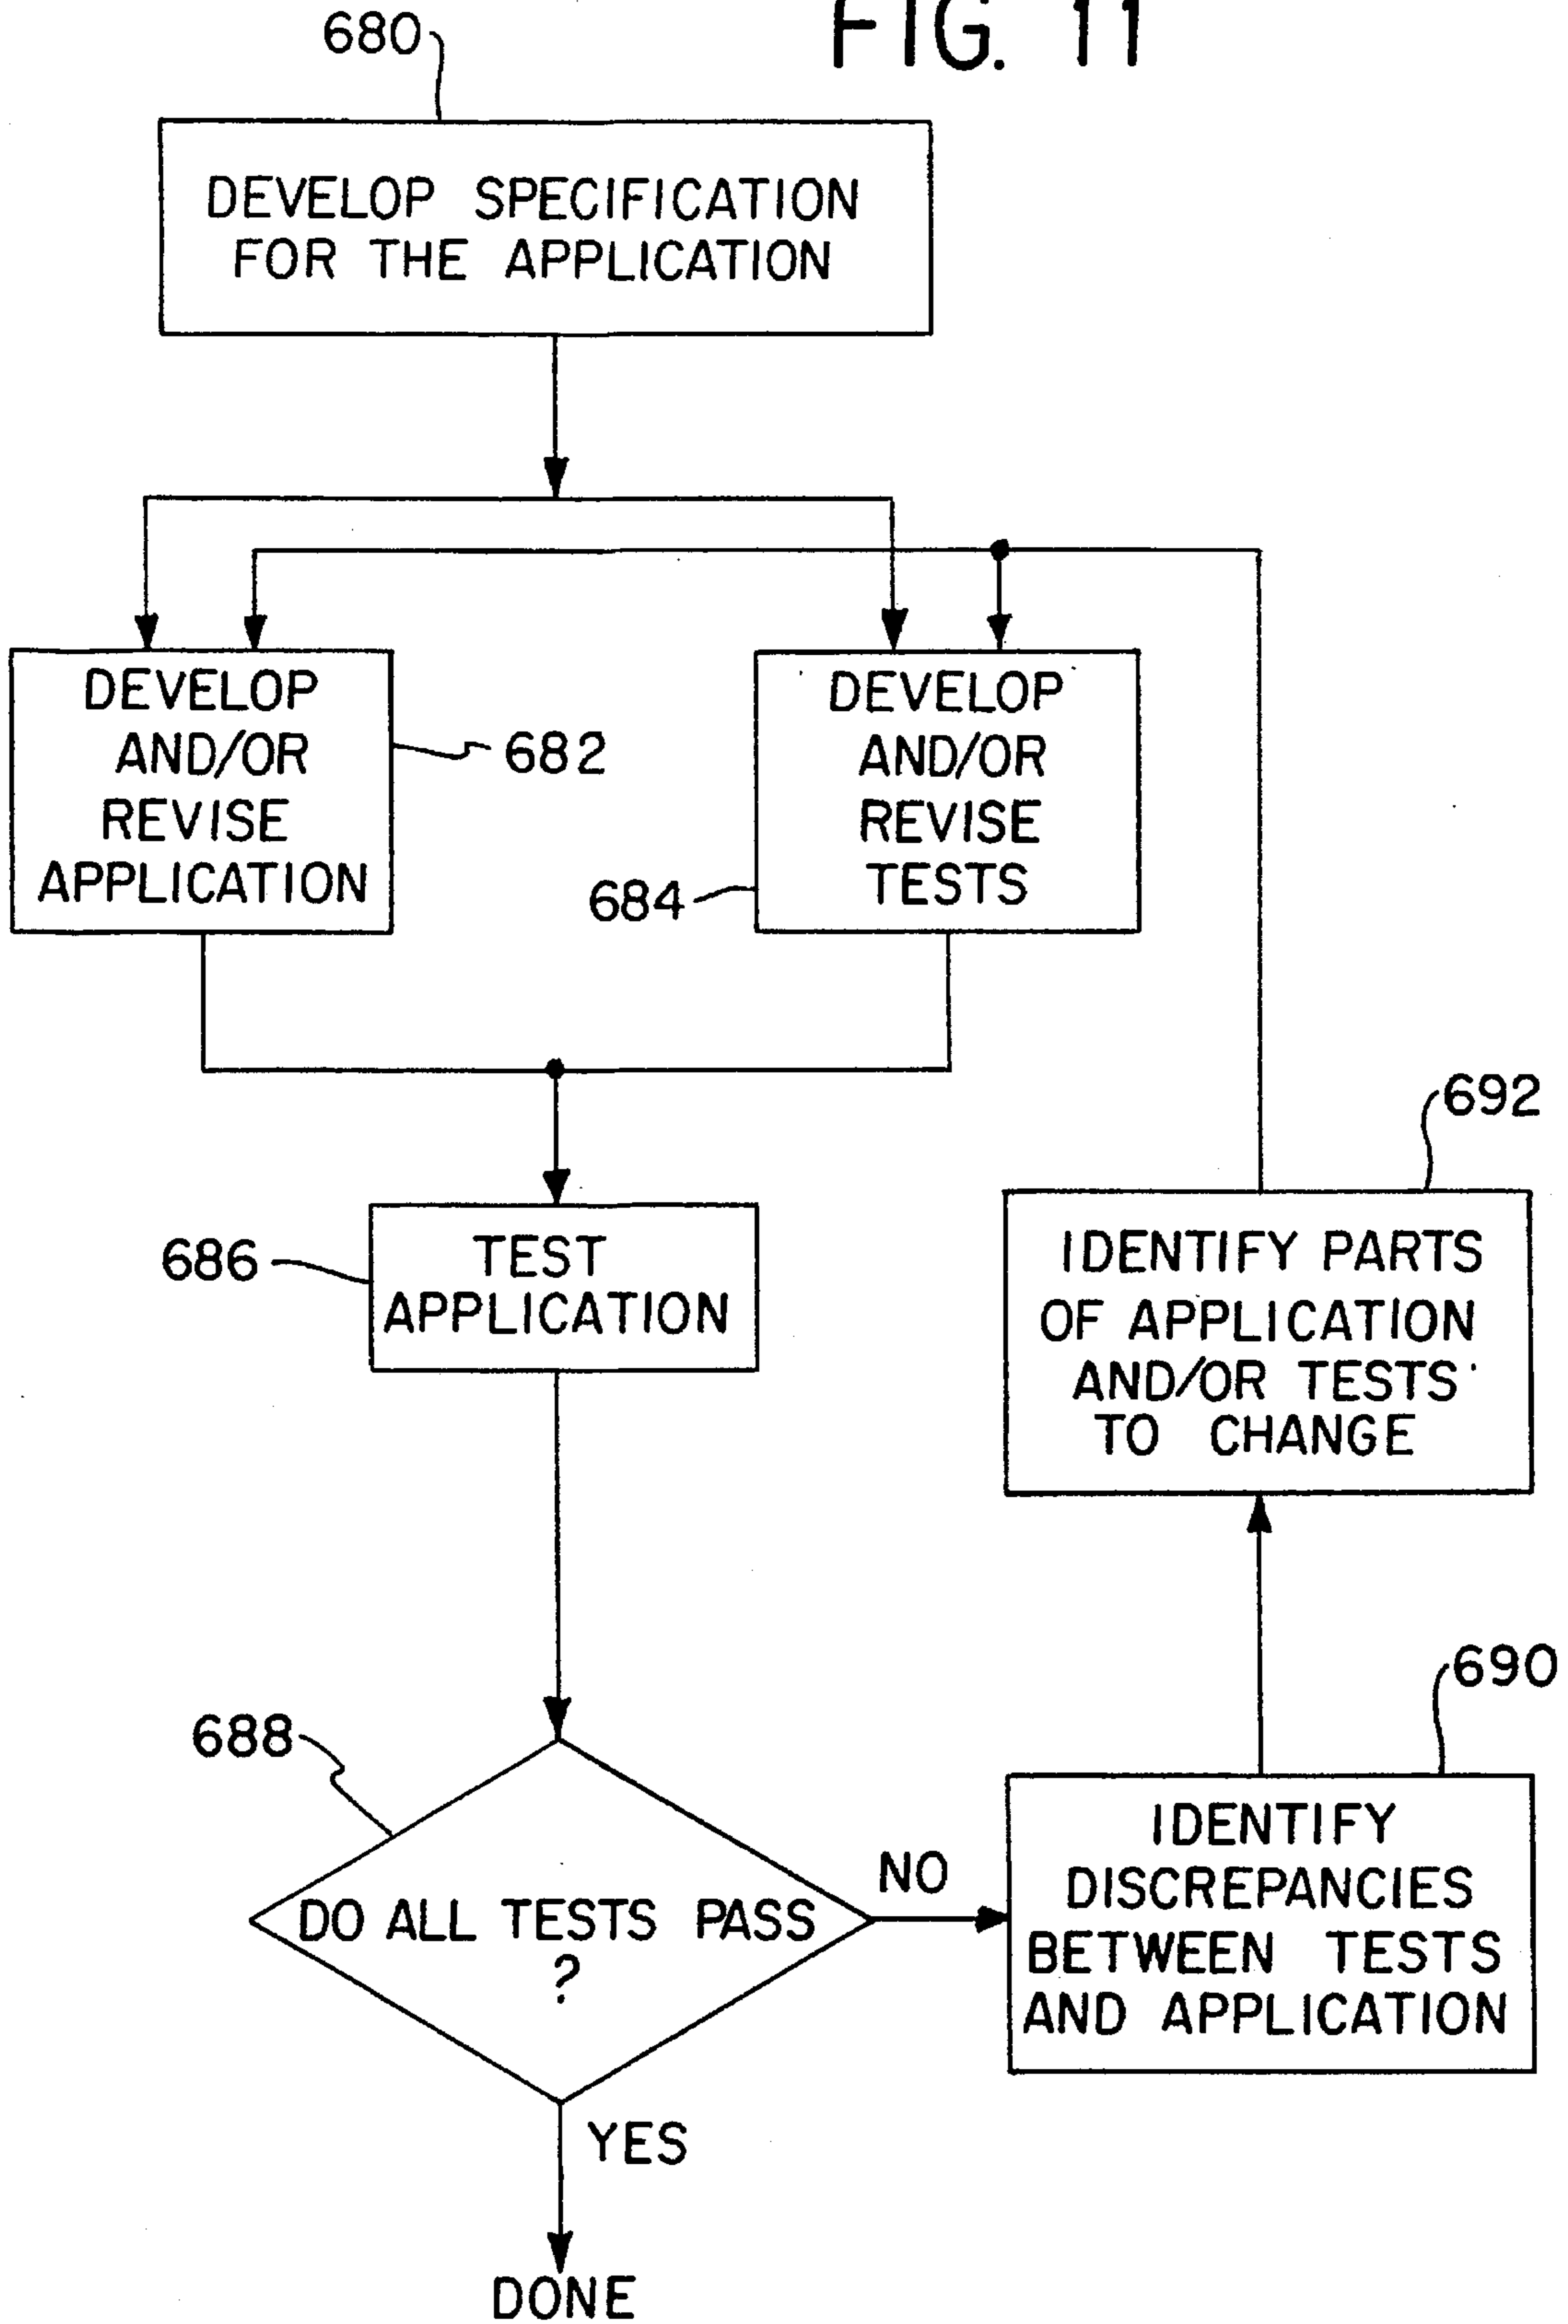 FIG. 11
680
DEVELOP SPECIFICATION
FOR THE APPLICATION
DEVELOP
AND/OR
REVISE
APPLICATION
682
DEVELOP
AND/OR
REVISE
TESTS
684
686
TEST
APPLICATION
692
IDENTIFY PARTS
OF APPLICATION
AND/OR TESTS
TO CHANGE
688
DO ALL TESTS PASS
?
NO
690
IDENTIFY
DISCREPANCIES
BETWEEN TESTS
AND APPLICATION
YES
DONE